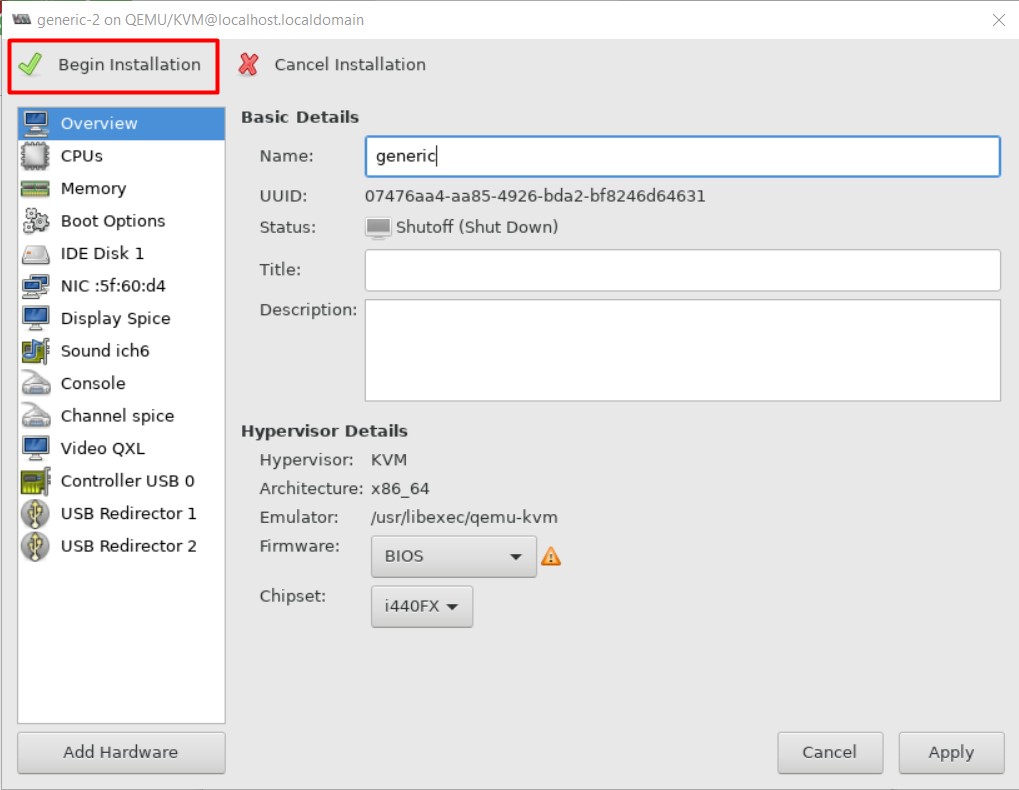 generic-2 on QEMU/KVM@localhost.localdomain
Begin Installation
Cancel Installation
Overview
CPUs
Memory
Boot Options
IDE Disk 1
NIC :5f:60:d4
Display Spice
Sound ich6
Console
Channel spice
Video QXL
Controller USB 0
USB Redirector 1
USB Redirector 2
Add Hardware
Basic Details
Name: generic
UUID: 07476aa4-aa85-4926-bda2-bf8246d64631
Status: Shutoff (Shut Down)
Title:
Description:
Hypervisor Details
Hypervisor: KVM
Architecture: x86_64
Emulator: /usr/libexec/qemu-kvm
Firmware: BIOS
Chipset: i440FX
Cancel Apply